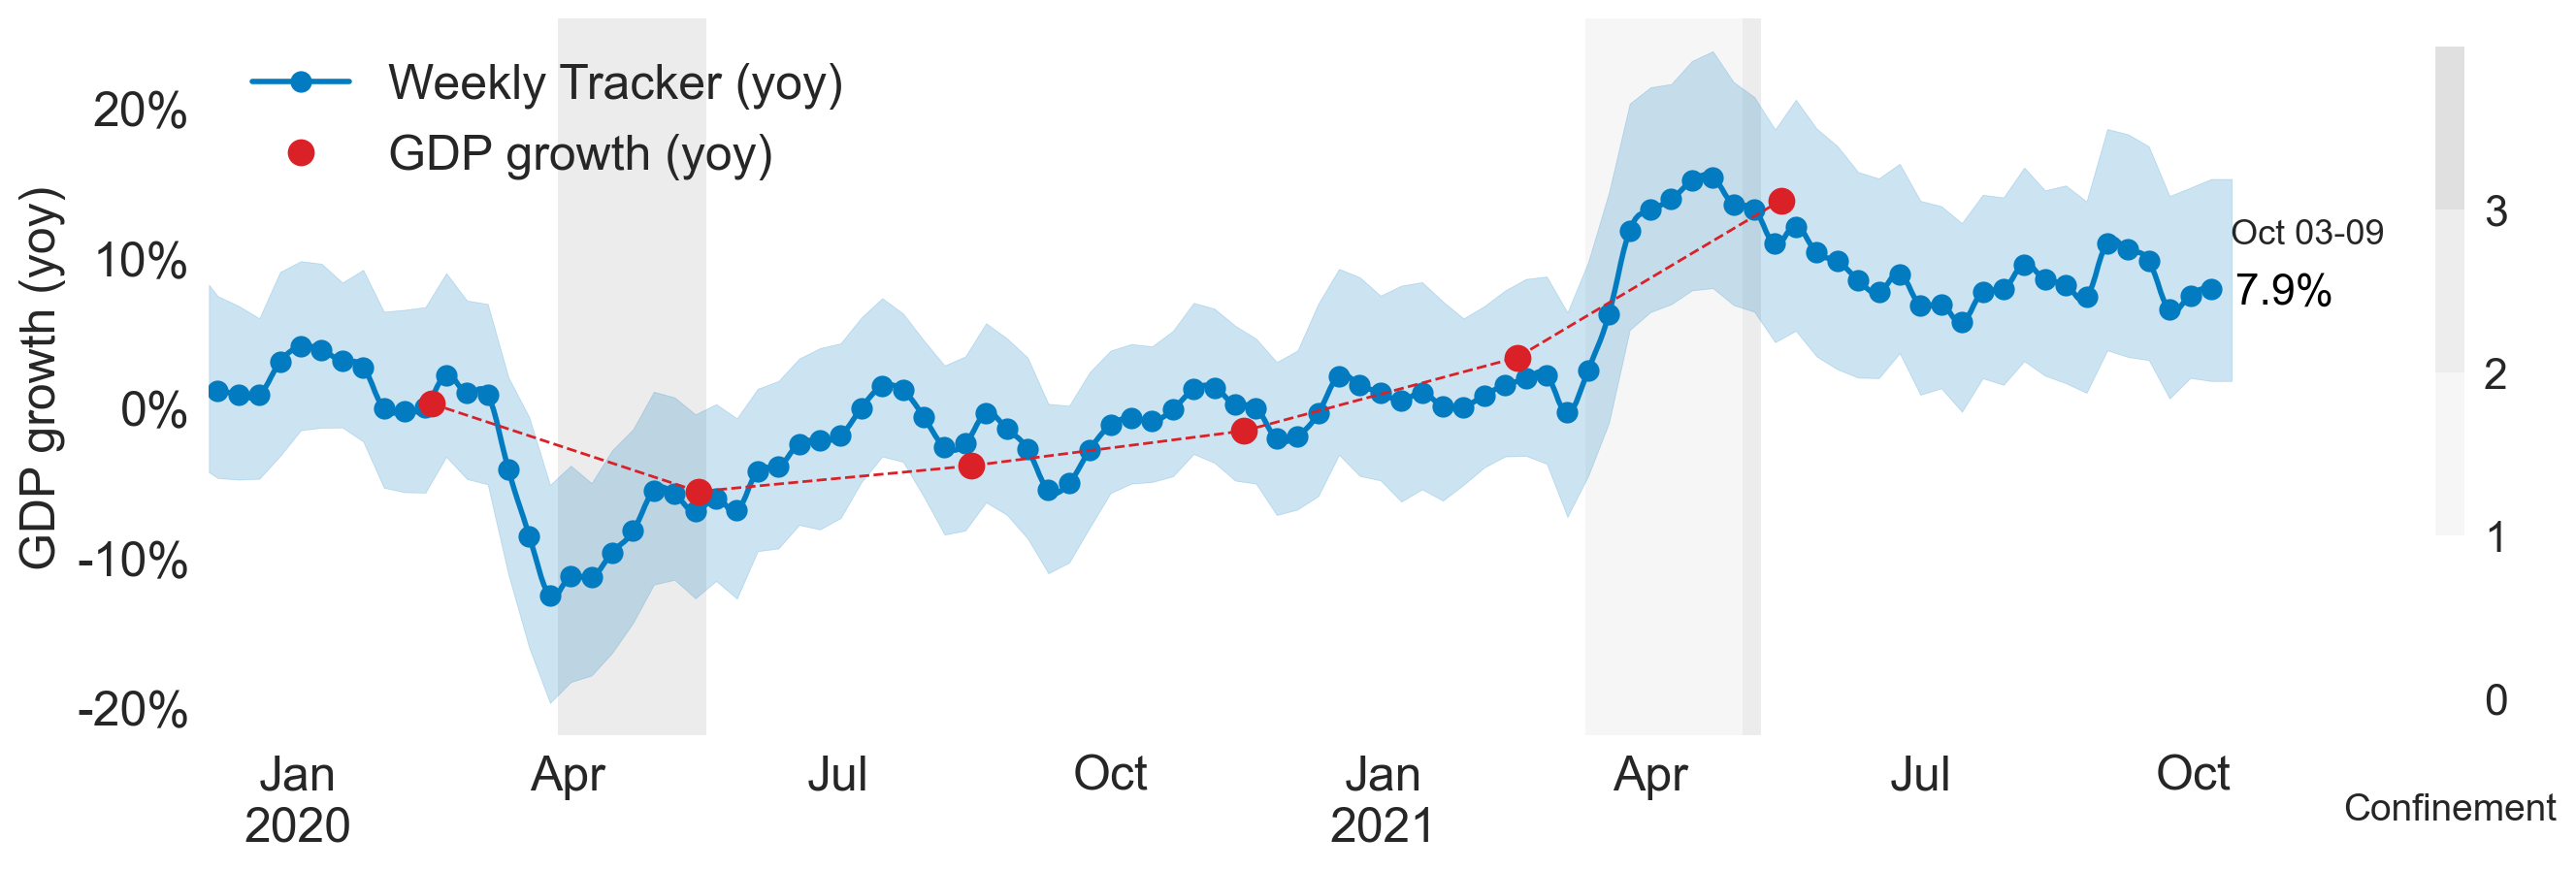 Weekly Tracker (yoy)
GDP growth (yoy)
GDP growth (yoy)
20%
10%
0%
-10%
-20%
Jan
2020
Apr
Jul
Oct
Jan
2021
Apr
Jul
Oct
Oct 03-09
7.9%
3
2
1
0
Confinement